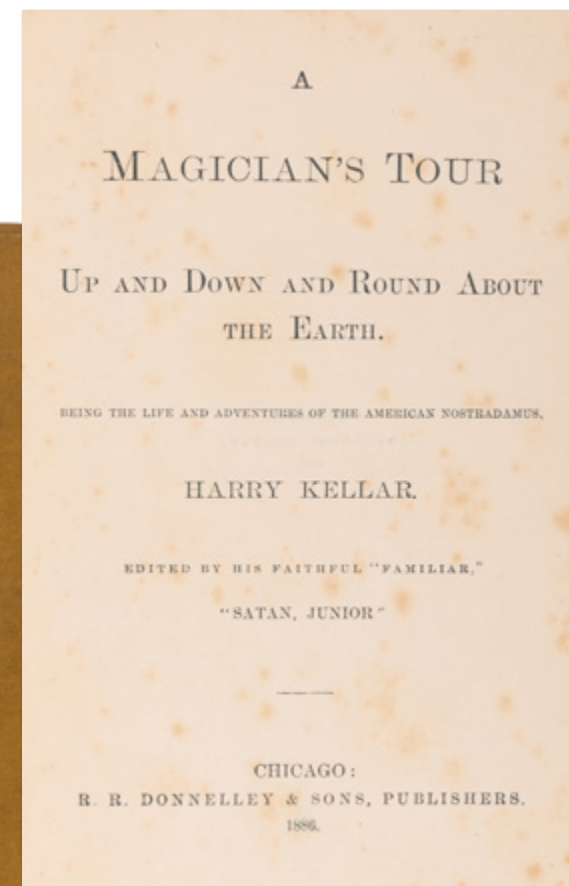 A
MAGICIAN'S TOUR
UP AND DOWN AND ROUND ABOUT
THE EARTH.
BEING THE LIFE AND ADVENTURES OF THE AMERICAN NOSTRADAMUS,
HARRY KELLAR.
EDITED BY HIS FAITHFUL "FAMILIAR,"
"SATAN, JUNIOR"
CHICAGO:
R. R. DONNELLEY & SONS, PUBLISHERS.
1886.